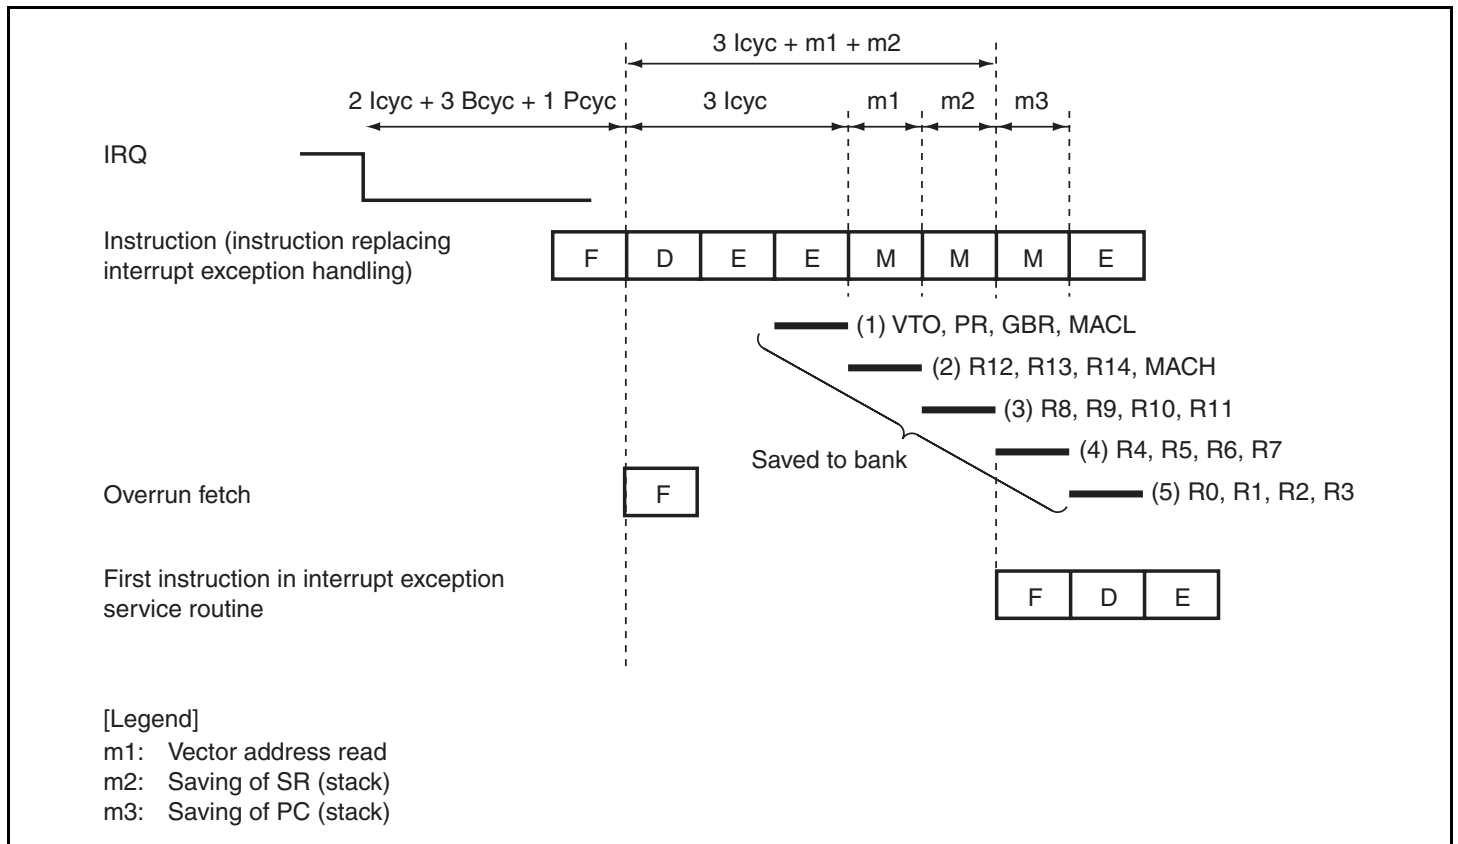 3 Icyc + m1 + m2
2 Icyc + 3 Bcyc + 1 Pcyc
3 Icyc
m1
m2
m3
IRQ
Instruction (instruction replacing
interrupt exception handling)
F D E E M M M E
(1) VTO, PR, GBR, MACL
(2) R12, R13, R14, MACH
(3) R8, R9, R10, R11
(4) R4, R5, R6, R7
Saved to bank
(5) R0, R1, R2, R3
Overrun fetch
F
First instruction in interrupt exception
service routine
F D E
[Legend]
m1: Vector address read
m2: Saving of SR (stack)
m3: Saving of PC (stack)